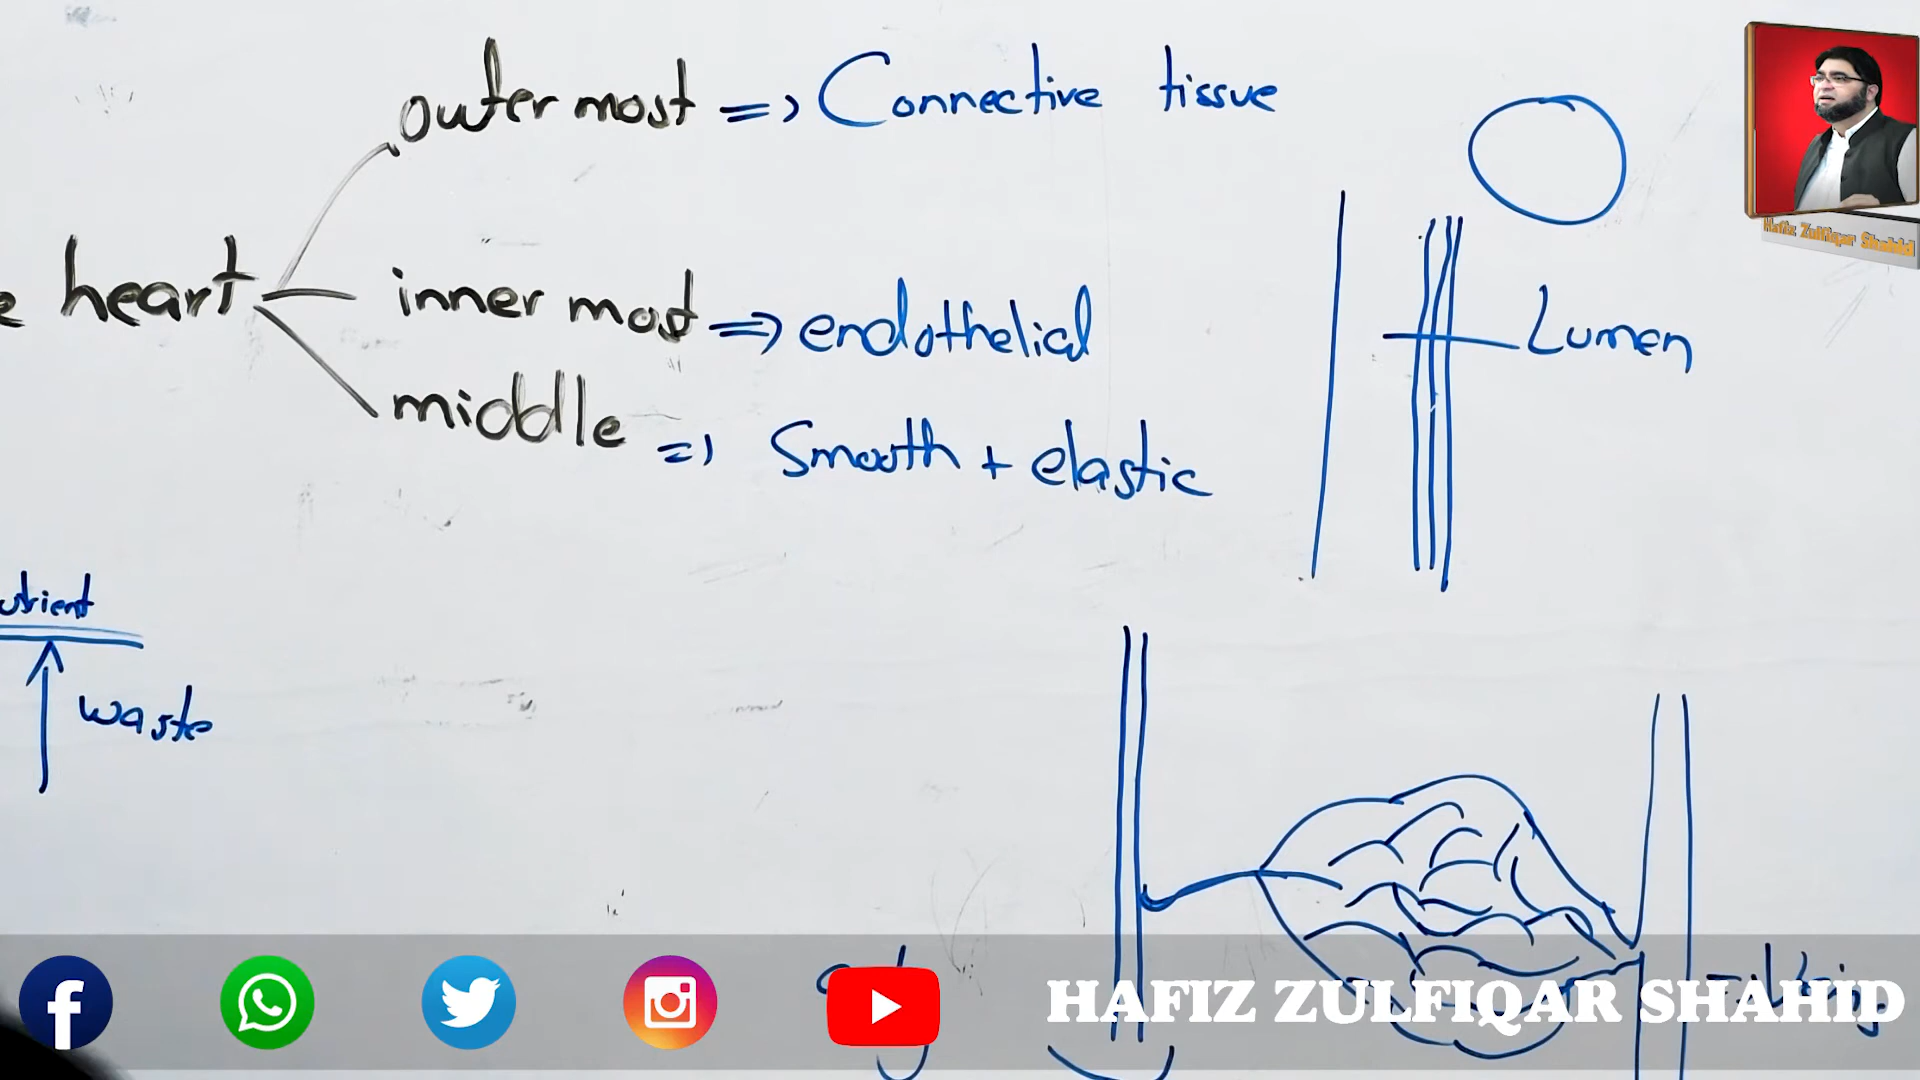 outer most => Connective tissue
Hafiz Zulfiqar Shahid
heart
inner most => endothelial
Lumen
middle => Smooth + elastic
waste
HAFIZ ZULFIQAR SHAHID